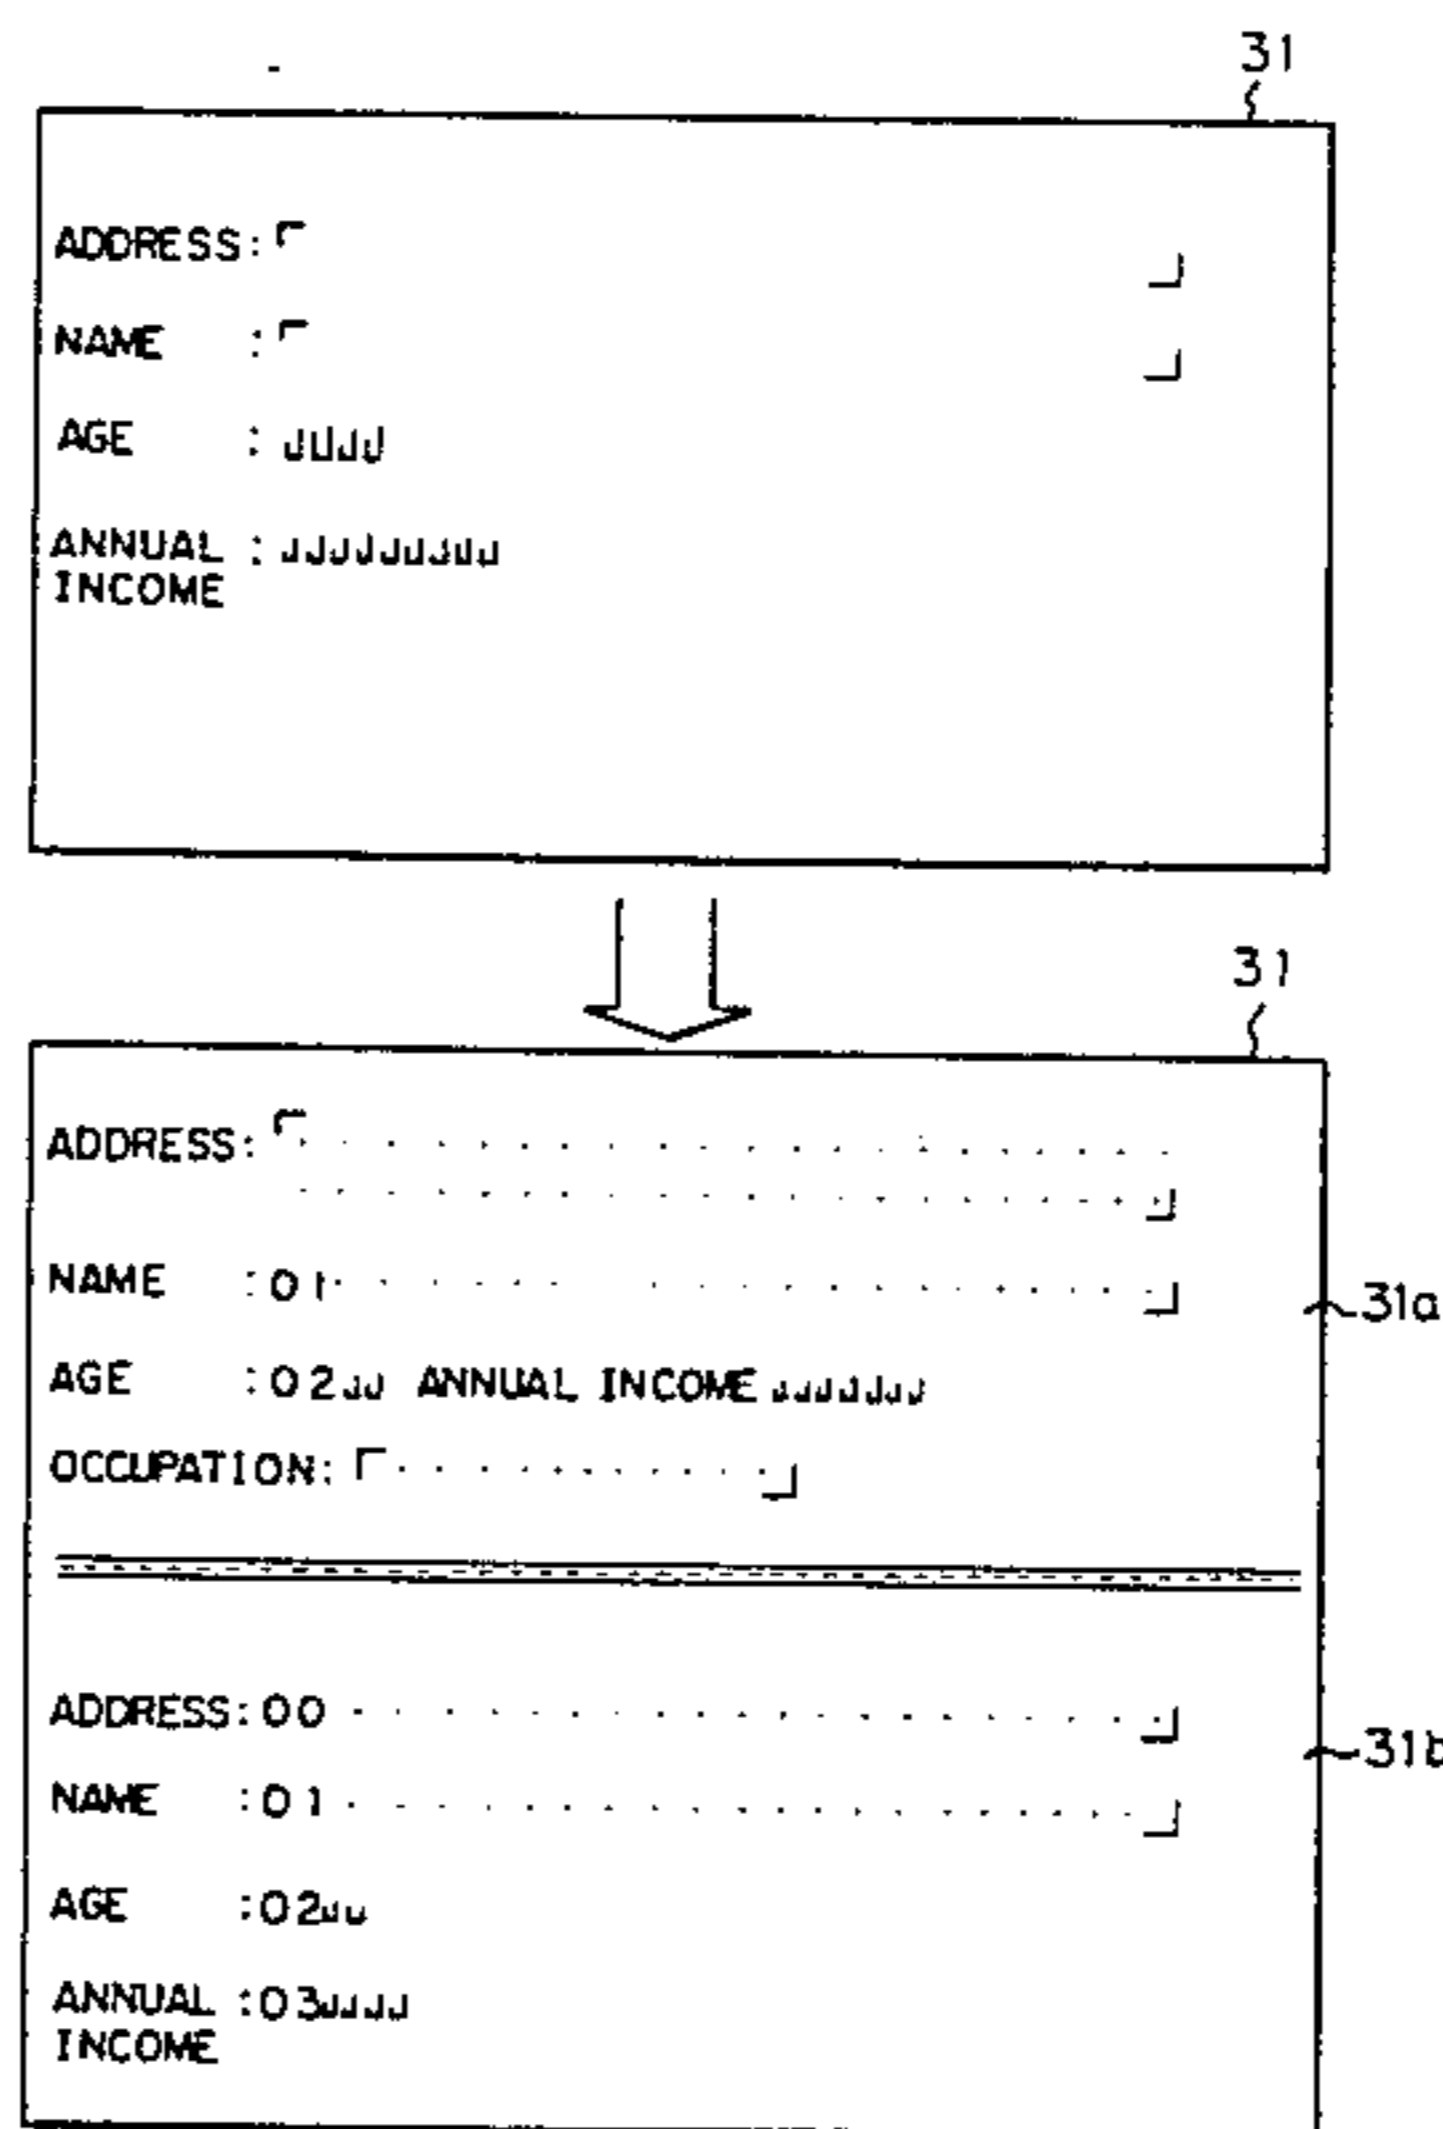 31
ADDRESS:
NAME :
AGE :
ANNUAL :
INCOME
31
ADDRESS:
NAME :01
31a
AGE :02 ANNUAL INCOME
OCCUPATION:
ADDRESS:00
31b
NAME :01
AGE :02
ANNUAL :03
INCOME